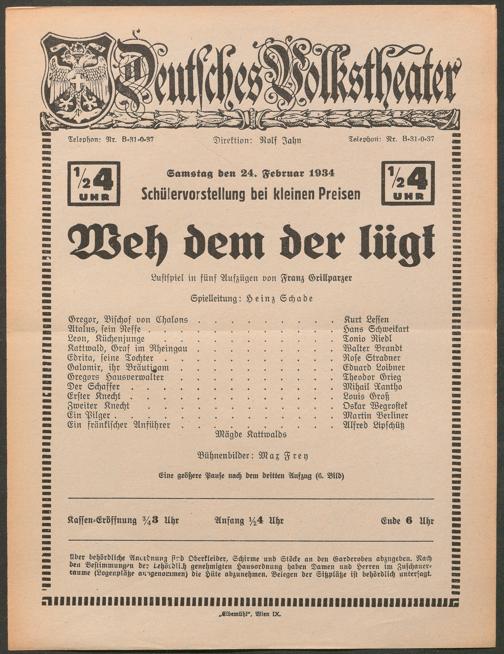 Deutsches Volkstheater
Telephon: Nr. B-31-0-37 Direktion: Rolf Jahn Telephon: Nr. B-31-0-37
1/2 4 UHR Samstag den 24. Februar 1934 1/2 4 UHR
Schülervorstellung bei kleinen Preisen
Weh dem der lügt
Lustspiel in fünf Aufzügen von Franz Grillparzer
Spielleitung: Heinz Schade
Gregor, Bischof von Chalons . . . . . . . . . . Kurt Lessen
Atalus, sein Neffe . . . . . . . . . . Hans Schweikart
Leon, Küchenjunge . . . . . . . . . . Tonio Riedl
Kattwald, Graf im Rheingau . . . . . . . . . . Walter Brandt
Edrita, seine Tochter . . . . . . . . . . Rose Stradner
Galomir, ihr Bräutigam . . . . . . . . . . Eduard Loibner
Gregors Hausverwalter . . . . . . . . . . Theodor Grieg
Der Schaffer . . . . . . . . . . Mihail Xantho
Erster Knecht . . . . . . . . . . Louis Groß
Zweiter Knecht . . . . . . . . . . Oskar Wegrostek
Ein Pilger . . . . . . . . . . Martin Berliner
Ein fränkischer Anführer . . . . . . . . . . Alfred Lipschütz
Mägde Kattwalds
Bühnenbilder: Max Frey
Eine größere Pause nach dem dritten Aufzug (6. Bild)
Kassen-Eröffnung 3/4 3 Uhr Anfang 1/2 4 Uhr Ende 6 Uhr
Über behördliche Anordnung sind Oberkleider, Schirme und Stöcke an den Garderoben abzugeben. Nach
den Bestimmungen der behördlich genehmigten Hausordnung haben Damen und Herren im Zuschauer-
raume (Logenplätze ausgenommen) die Hüte abzunehmen. Belegen der Sitzplätze ist behördlich untersagt.
„Elbemühl", Wien IX.